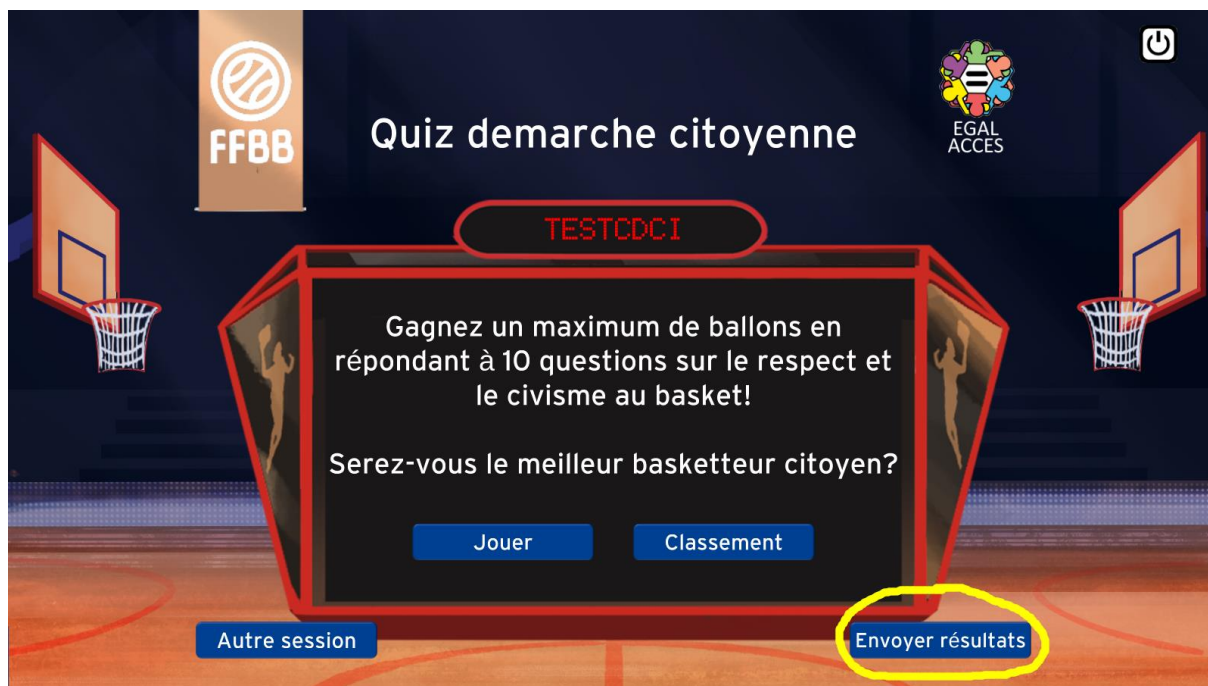 FFBB
EGAL
ACCES
Quiz demarche citoyenne
TESTCDCI
Gagnez un maximum de ballons en
répondant à 10 questions sur le respect et
le civisme au basket!
Serez-vous le meilleur basketteur citoyen?
Jouer
Classement
Autre session
Envoyer résultats